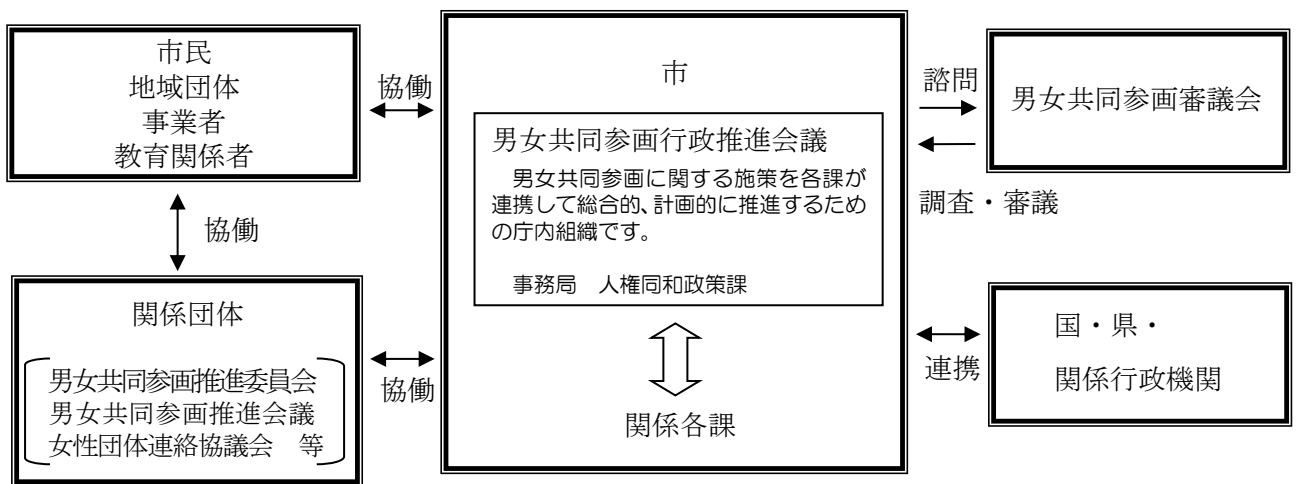 市民
地域団体
事業者
教育関係者
協働
協働
関係団体
男女共同参画推進委員会
男女共同参画推進会議
女性団体連絡協議会　等
協働
市
男女共同参画行政推進会議
男女共同参画に関する施策を各課が
連携して総合的、計画的に推進するため
の庁内組織です。
事務局　人権同和政策課
関係各課
諮問
調査・審議
男女共同参画審議会
連携
国・県・
関係行政機関